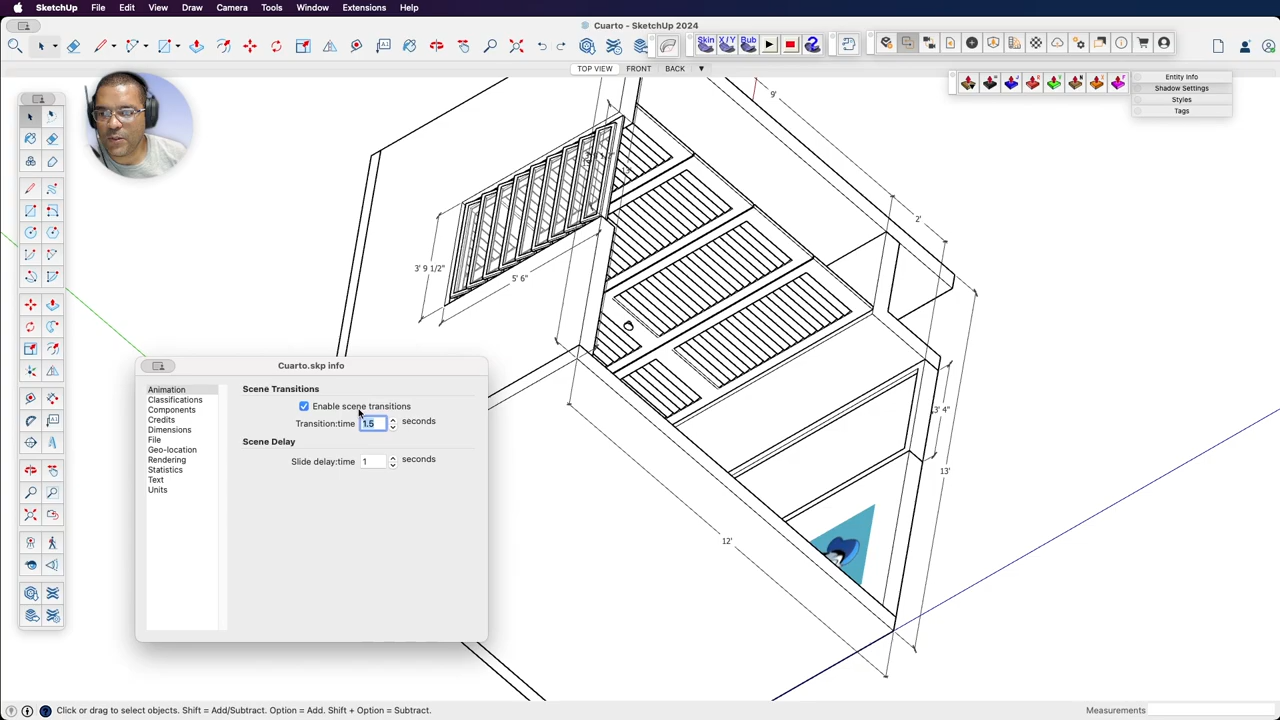 SketchUp File Edit View Draw Camera Tools Window Extensions Help
Cuarto - SketchUp 2024
Skin X/Y Bub
TOP VIEW FRONT BACK
Entity Info
Shadow Settings
Styles
Tags
9'
2'
3' 9 1/2"
5' 6"
3' 4"
13'
12'
Cuarto.skp info
Animation
Classifications
Components
Credits
Dimensions
File
Geo-location
Rendering
Statistics
Text
Units
Scene Transitions
Enable scene transitions
Transition:time 1.5 seconds
Scene Delay
Slide delay:time 1 seconds
Click or drag to select objects. Shift = Add/Subtract. Option = Add. Shift + Option = Subtract.
Measurements